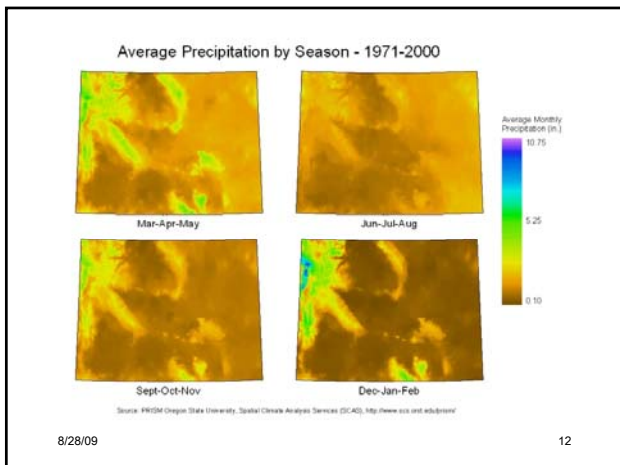 Average Precipitation by Season - 1971-2000
Average Monthly
Precipitation (in.)
10.75
5.25
0.10
Mar-Apr-May
Jun-Jul-Aug
Sept-Oct-Nov
Dec-Jan-Feb
Source: PRISM Oregon State University, Spatial Climate Analysis Services (SCAS), http://www.ocs.orst.edu/prism/
8/28/09
12